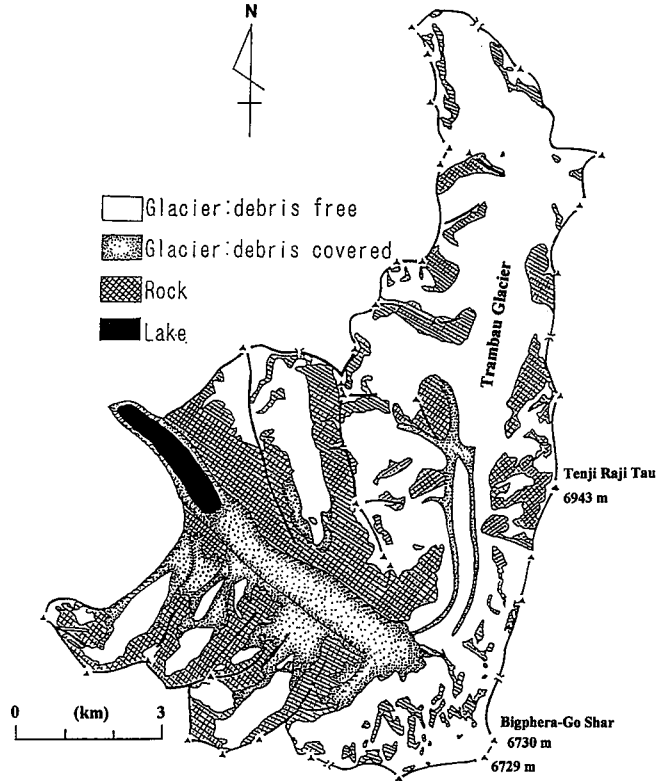 N
Glacier:debris free
Glacier:debris covered
Rock
Lake
Trambau Glacier
Tenji Raji Tau
6943 m
0 (km) 3
Bigphera-Go Shar
6730 m
6729 m